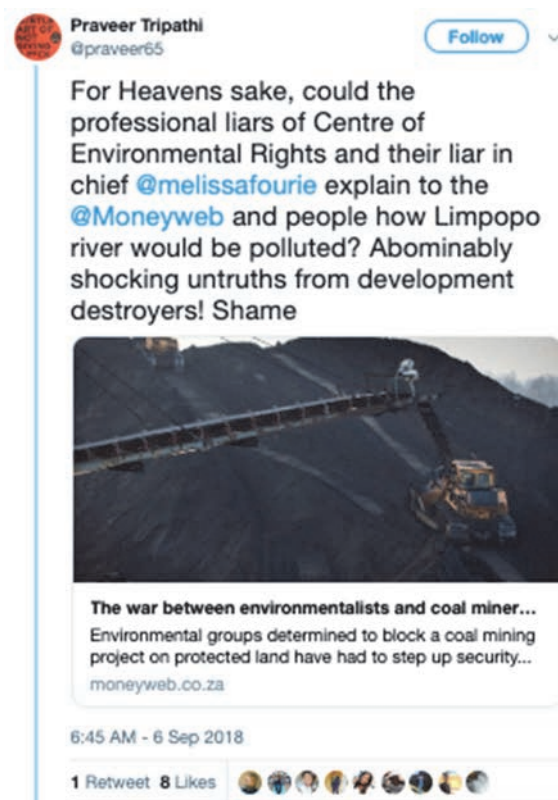 Praveer Tripathi
@praveer65
Follow
For Heavens sake, could the
professional liars of Centre of
Environmental Rights and their liar in
chief @melissafourie explain to the
@Moneyweb and people how Limpopo
river would be polluted? Abominably
shocking untruths from development
destroyers! Shame
The war between environmentalists and coal miner...
Environmental groups determined to block a coal mining
project on protected land have had to step up security...
moneyweb.co.za
6:45 AM - 6 Sep 2018
1 Retweet 8 Likes